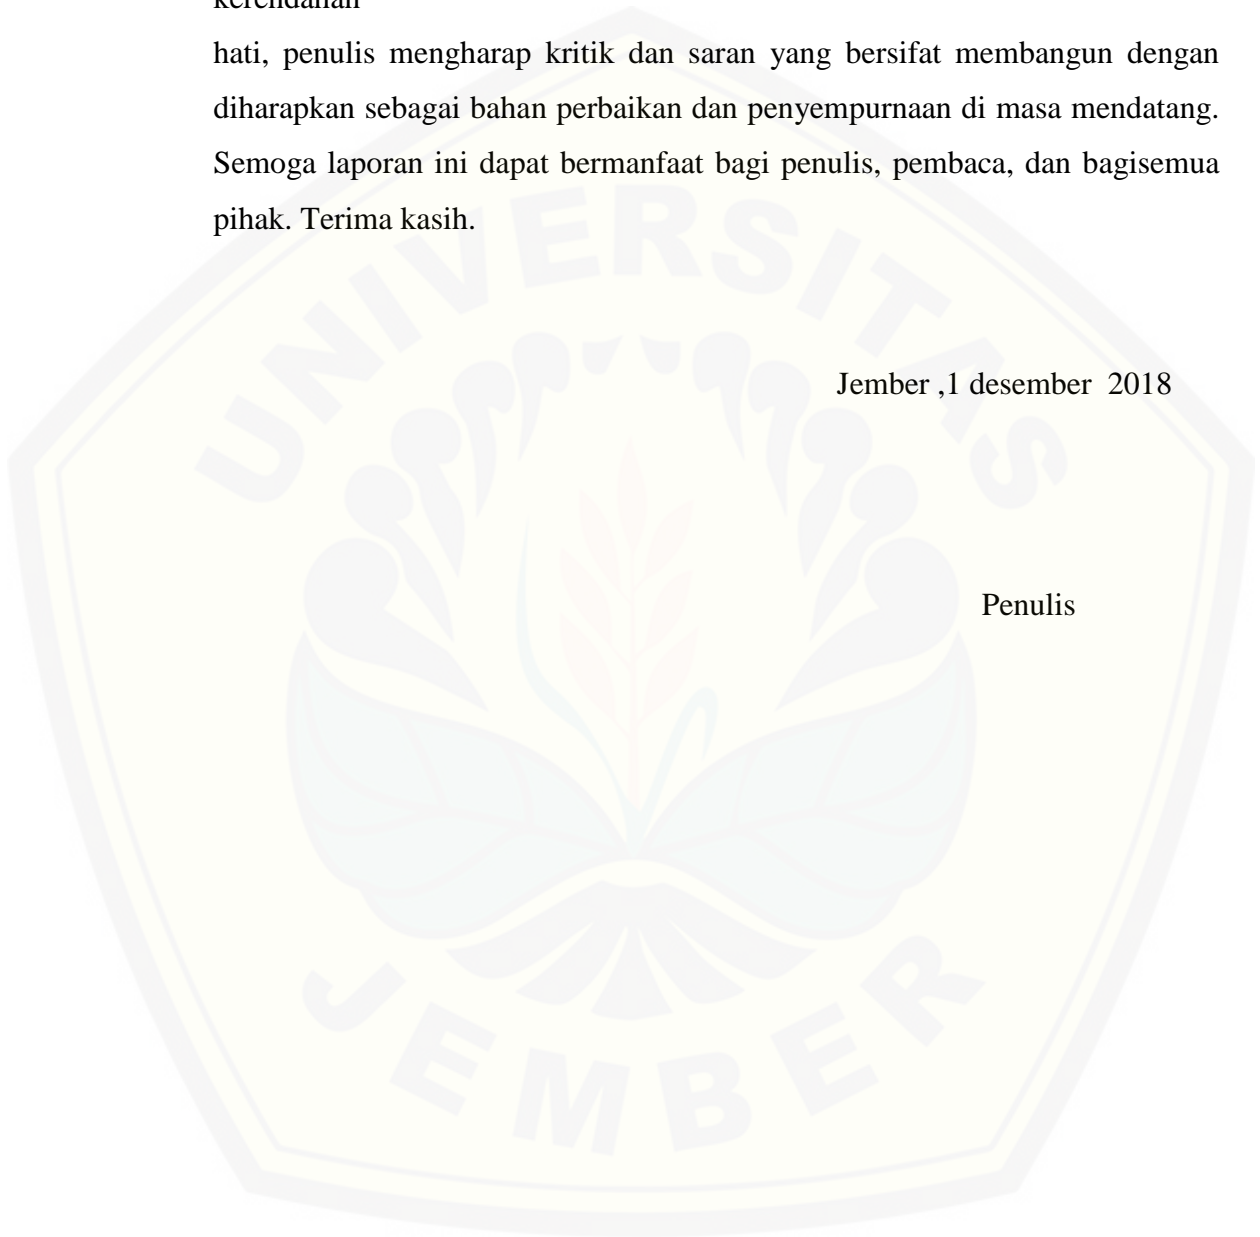 kerendahan
hati, penulis mengharap kritik dan saran yang bersifat membangun dengan
diharapkan sebagai bahan perbaikan dan penyempurnaan di masa mendatang.
Semoga laporan ini dapat bermanfaat bagi penulis, pembaca, dan bagisemua
pihak. Terima kasih.
UNIVERSITAS
Jember ,1 desember  2018
Penulis
JEMBER